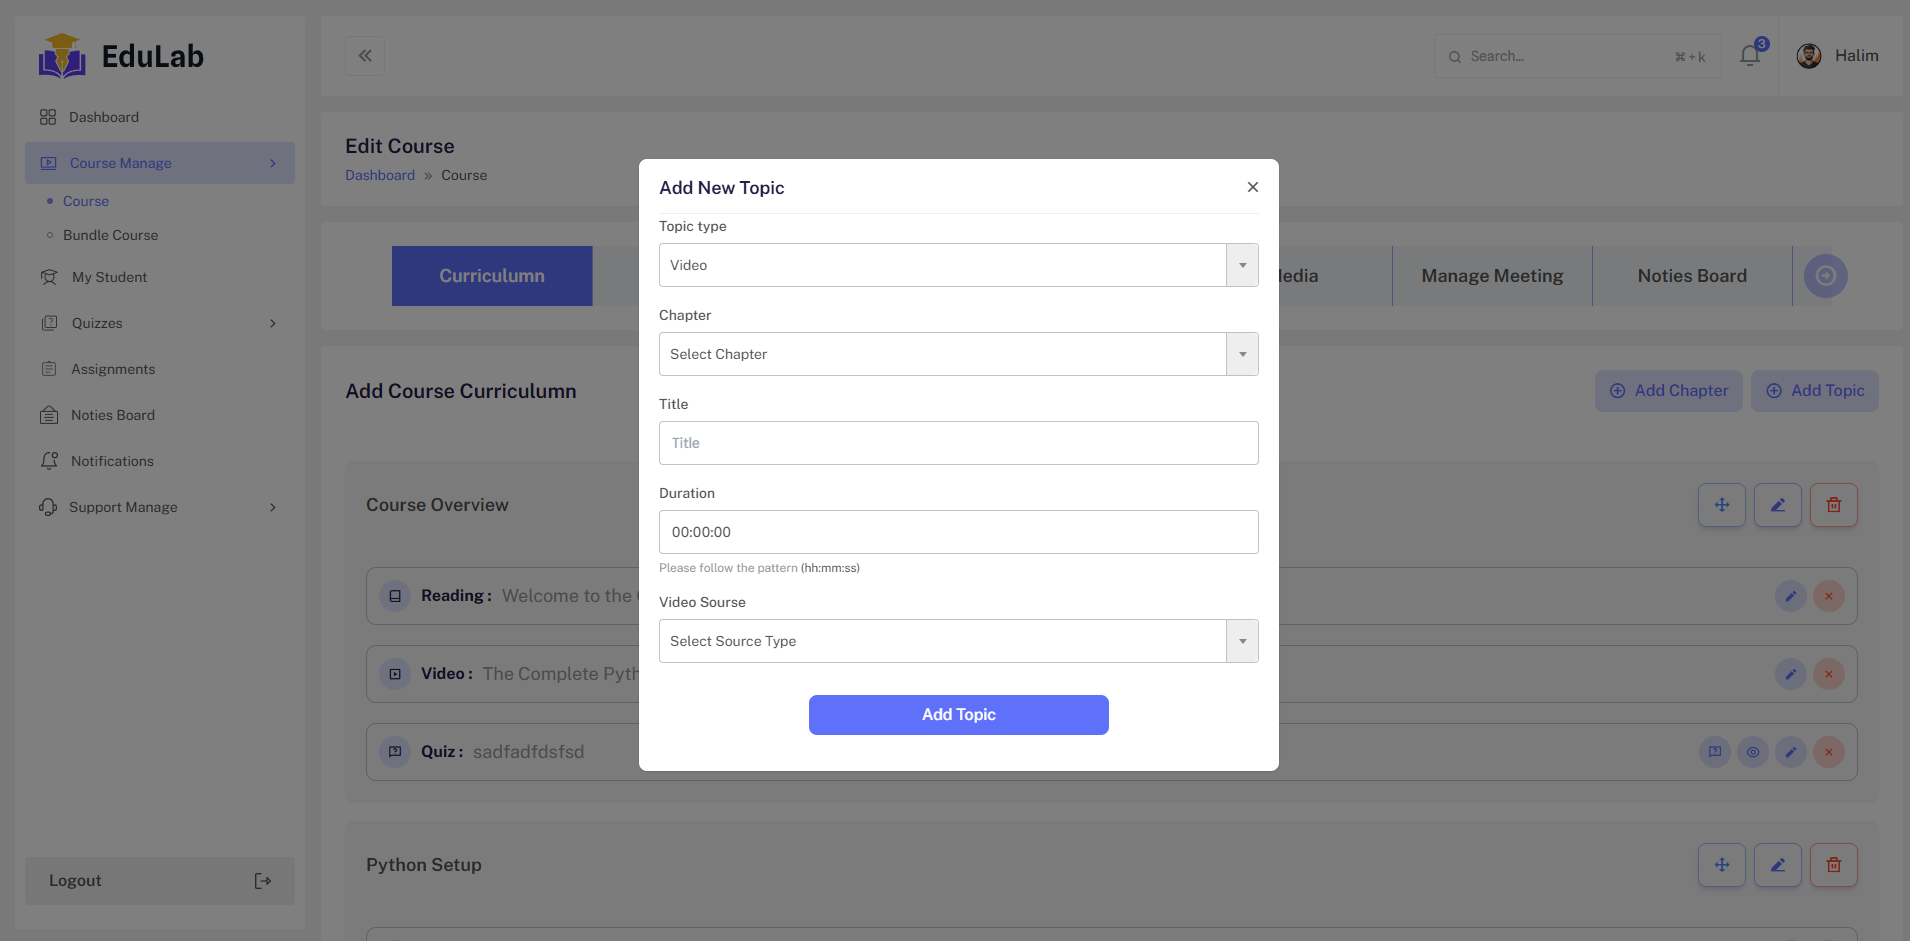 EduLab
Search...
⌘+k
3
Halim
Dashboard
Course Manage
Course
Bundle Course
My Student
Quizzes
Assignments
Noties Board
Notifications
Support Manage
Logout
Edit Course
Dashboard » Course
Curriculumn
Manage Meeting
Noties Board
Add Course Curriculumn
Add Chapter
Add Topic
Course Overview
Reading : Welcome to the
Video : The Complete Pyth
Quiz : sadfadfdsfsd
Python Setup
Add New Topic
Topic type
Video
Chapter
Select Chapter
Title
Title
Duration
00:00:00
Please follow the pattern (hh:mm:ss)
Video Sourse
Select Source Type
Add Topic